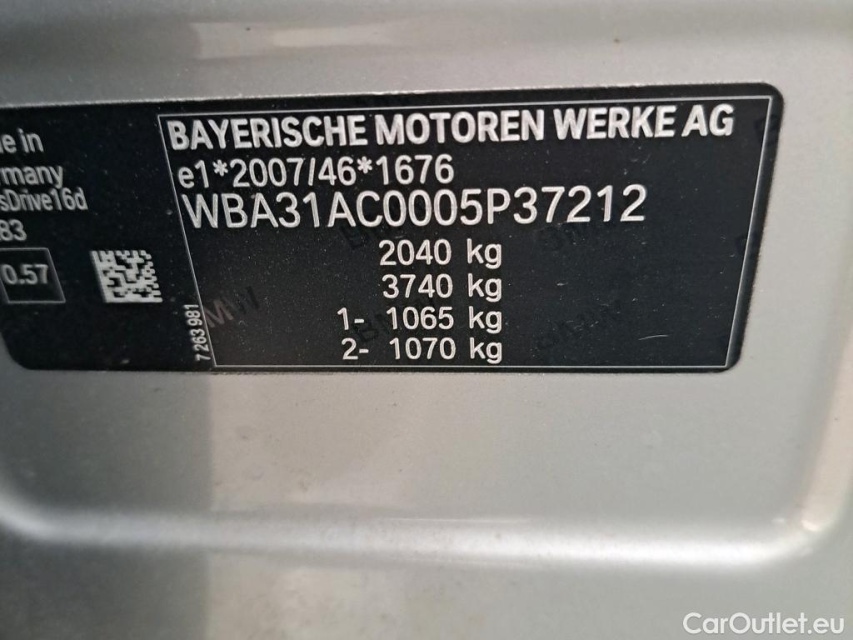 BAYERISCHE MOTOREN WERKE AG
e1*2007/46*1676
WBA31AC0005P37212
2040 kg
3740 kg
1- 1065 kg
2- 1070 kg
in
sDrive16d
83
0.57
7 263 981
CarOutlet.eu